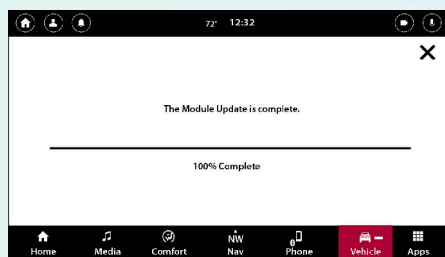 72° 12:32
The Module Update is complete.
100% Complete
NW
Home Media Comfort Nav Phone Vehicle Apps